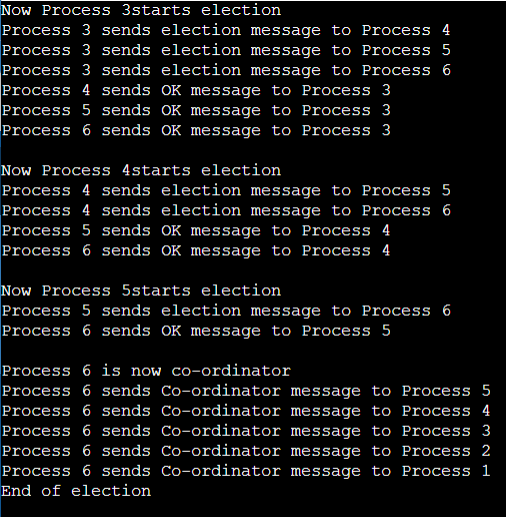 Now Process 3starts election
Process 3 sends election message to Process 4
Process 3 sends election message to Process 5
Process 3 sends election message to Process 6
Process 4 sends OK message to Process 3
Process 5 sends OK message to Process 3
Process 6 sends OK message to Process 3
Now Process 4starts election
Process 4 sends election message to Process 5
Process 4 sends election message to Process 6
Process 5 sends OK message to Process 4
Process 6 sends OK message to Process 4
Now Process 5starts election
Process 5 sends election message to Process 6
Process 6 sends OK message to Process 5
Process 6 is now co-ordinator
Process 6 sends Co-ordinator message to Process 5
Process 6 sends Co-ordinator message to Process 4
Process 6 sends Co-ordinator message to Process 3
Process 6 sends Co-ordinator message to Process 2
Process 6 sends Co-ordinator message to Process 1
End of election